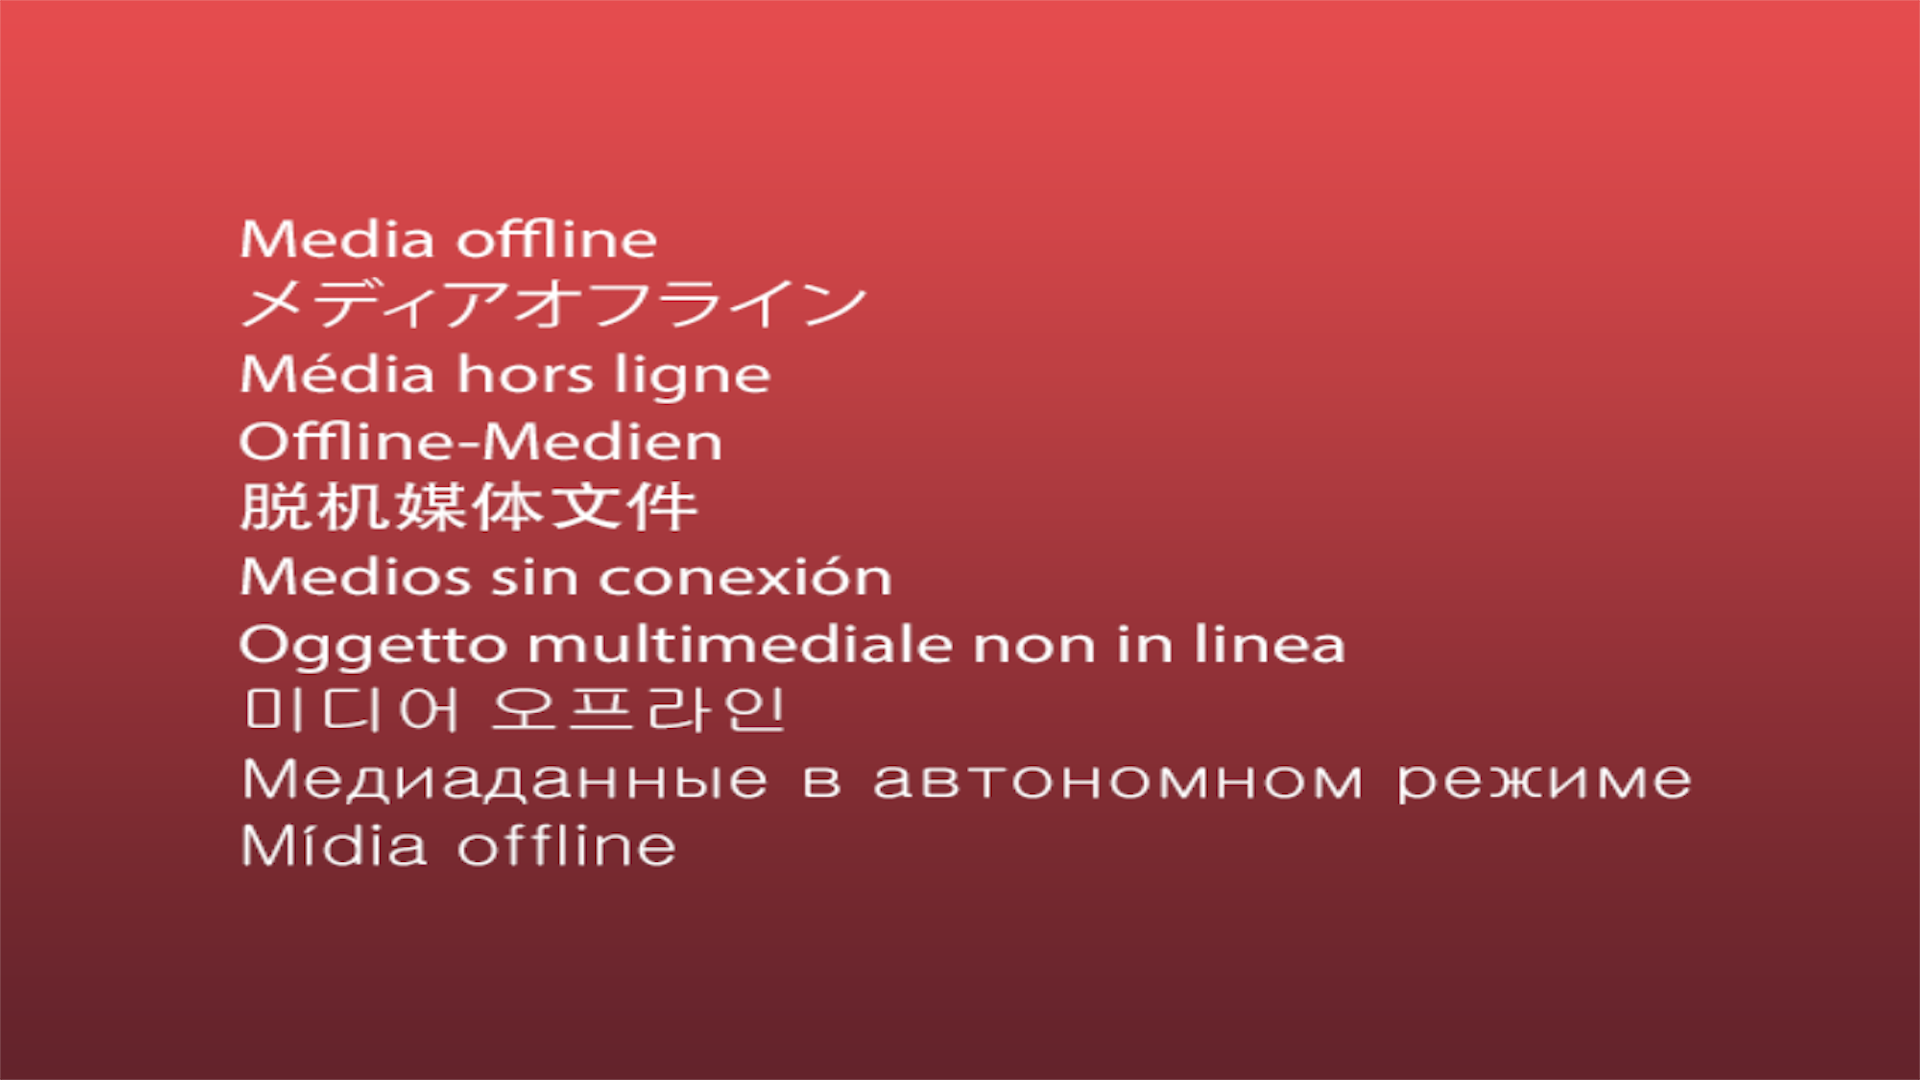 Media offline
メディアオフライン
Média hors ligne
Offline-Medien
脱机媒体文件
Medios sin conexión
Oggetto multimediale non in linea
미디어 오프라인
Медиаданные в автономном режиме
Mídia offline